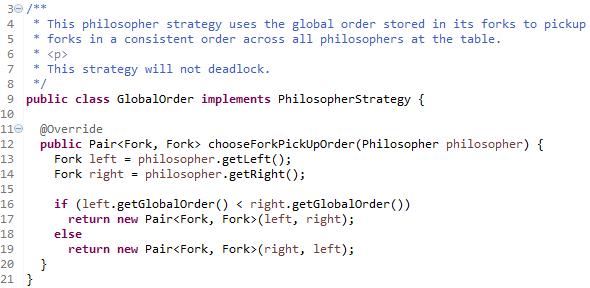 3 /**
4  * This philosopher strategy uses the global order stored in its forks to pickup
5  * forks in a consistent order across all philosophers at the table.
6  * <p>
7  * This strategy will not deadlock.
8  */
9 public class GlobalOrder implements PhilosopherStrategy {
10
11   @Override
12   public Pair<Fork, Fork> chooseForkPickUpOrder(Philosopher philosopher) {
13     Fork left = philosopher.getLeft();
14     Fork right = philosopher.getRight();
15
16     if (left.getGlobalOrder() < right.getGlobalOrder())
17       return new Pair<Fork, Fork>(left, right);
18     else
19       return new Pair<Fork, Fork>(right, left);
20   }
21 }